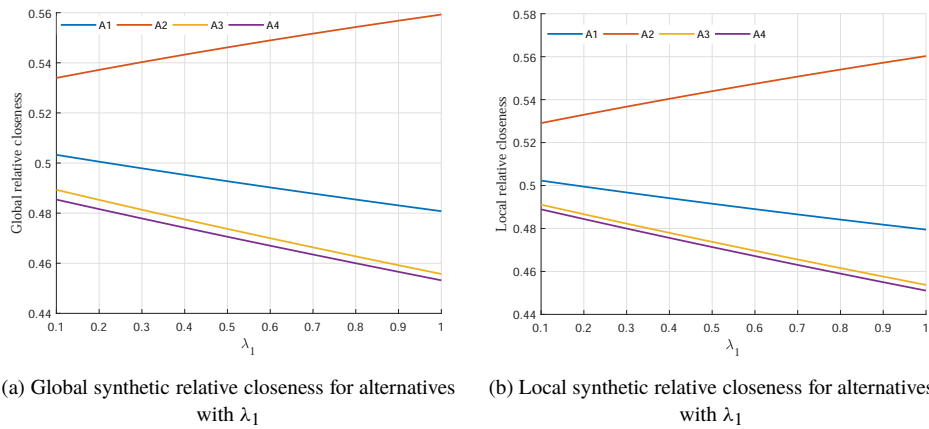 0.56
A1 A2 A3 A4
0.54
0.52
0.5
0.48
0.46
0.44
Global relative closeness
0.1 0.2 0.3 0.4 0.5 0.6 0.7 0.8 0.9 1
λ1
(a) Global synthetic relative closeness for alternatives
with λ1
0.58
A1 A2 A3 A4
0.56
0.54
0.52
0.5
0.48
0.46
0.44
Local relative closeness
0.1 0.2 0.3 0.4 0.5 0.6 0.7 0.8 0.9 1
λ1
(b) Local synthetic relative closeness for alternatives
with λ1